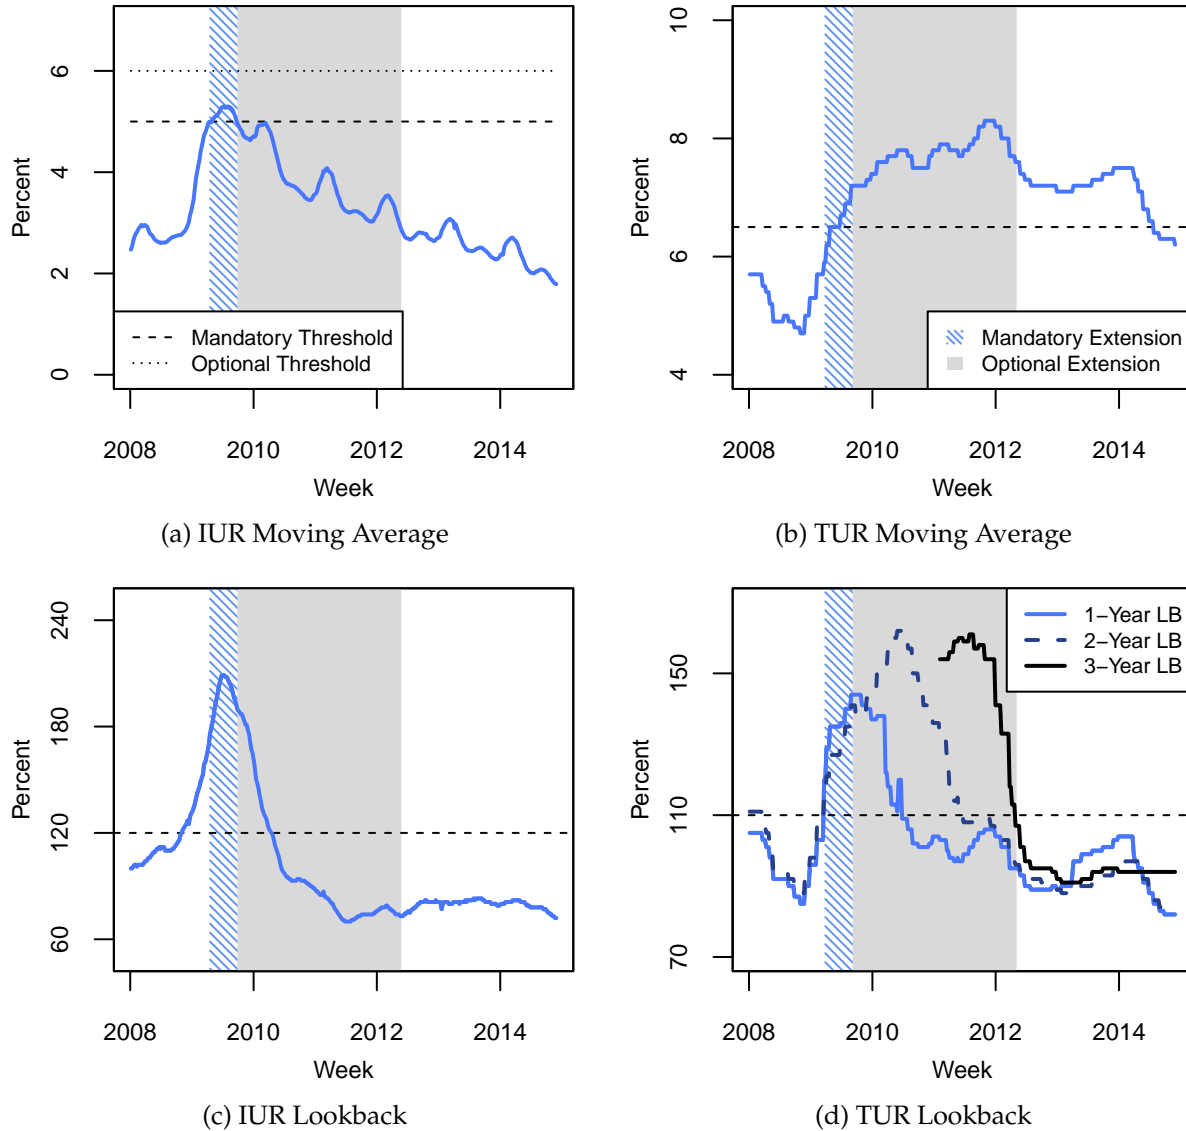 Percent
0
2
4
6
Mandatory Threshold
Optional Threshold
2008 2010 2012 2014
Week
(a) IUR Moving Average
Percent
4
6
8
10
Mandatory Extension
Optional Extension
2008 2010 2012 2014
Week
(b) TUR Moving Average
Percent
60
120
180
240
2008 2010 2012 2014
Week
(c) IUR Lookback
Percent
70
110
150
1−Year LB
2−Year LB
3−Year LB
2008 2010 2012 2014
Week
(d) TUR Lookback